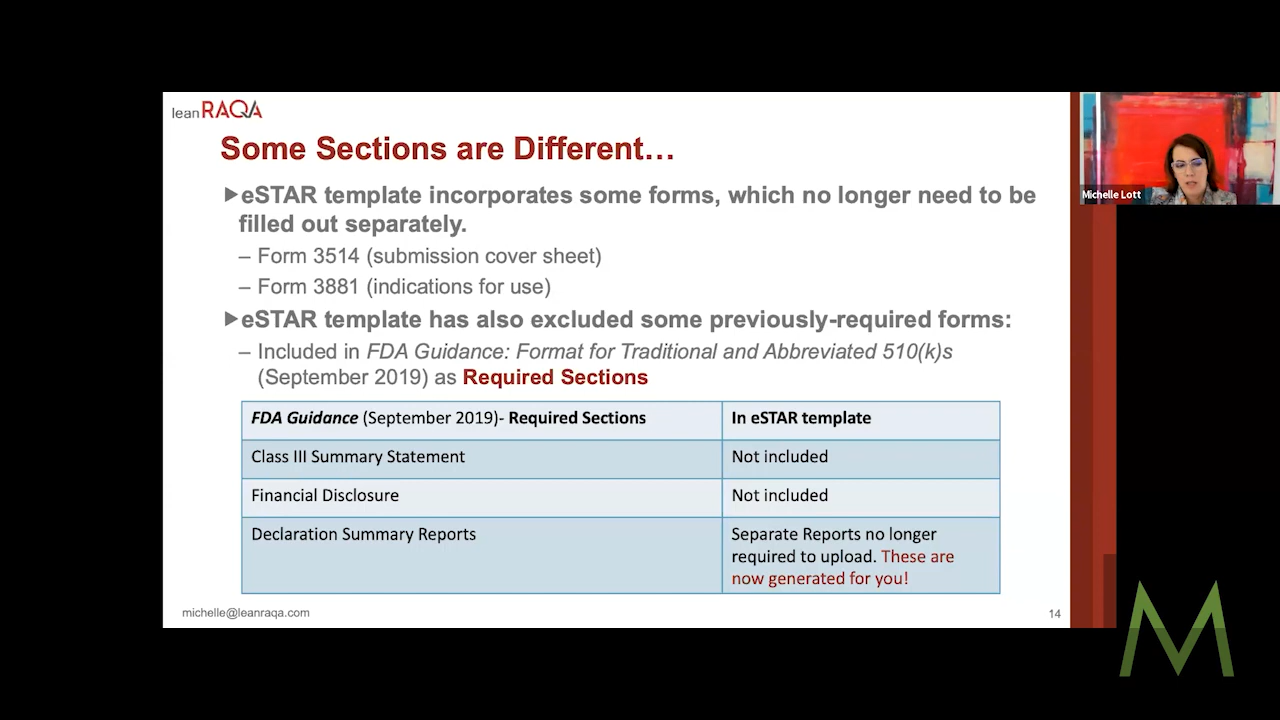 lean RAQA
Some Sections are Different…
eSTAR template incorporates some forms, which no longer need to be
filled out separately.
– Form 3514 (submission cover sheet)
– Form 3881 (indications for use)
eSTAR template has also excluded some previously-required forms:
– Included in FDA Guidance: Format for Traditional and Abbreviated 510(k)s
(September 2019) as Required Sections
FDA Guidance (September 2019)- Required Sections
In eSTAR template
Class III Summary Statement
Not included
Financial Disclosure
Not included
Declaration Summary Reports
Separate Reports no longer
required to upload. These are
now generated for you!
michelle@leanraqa.com
14
Michelle Lott
M